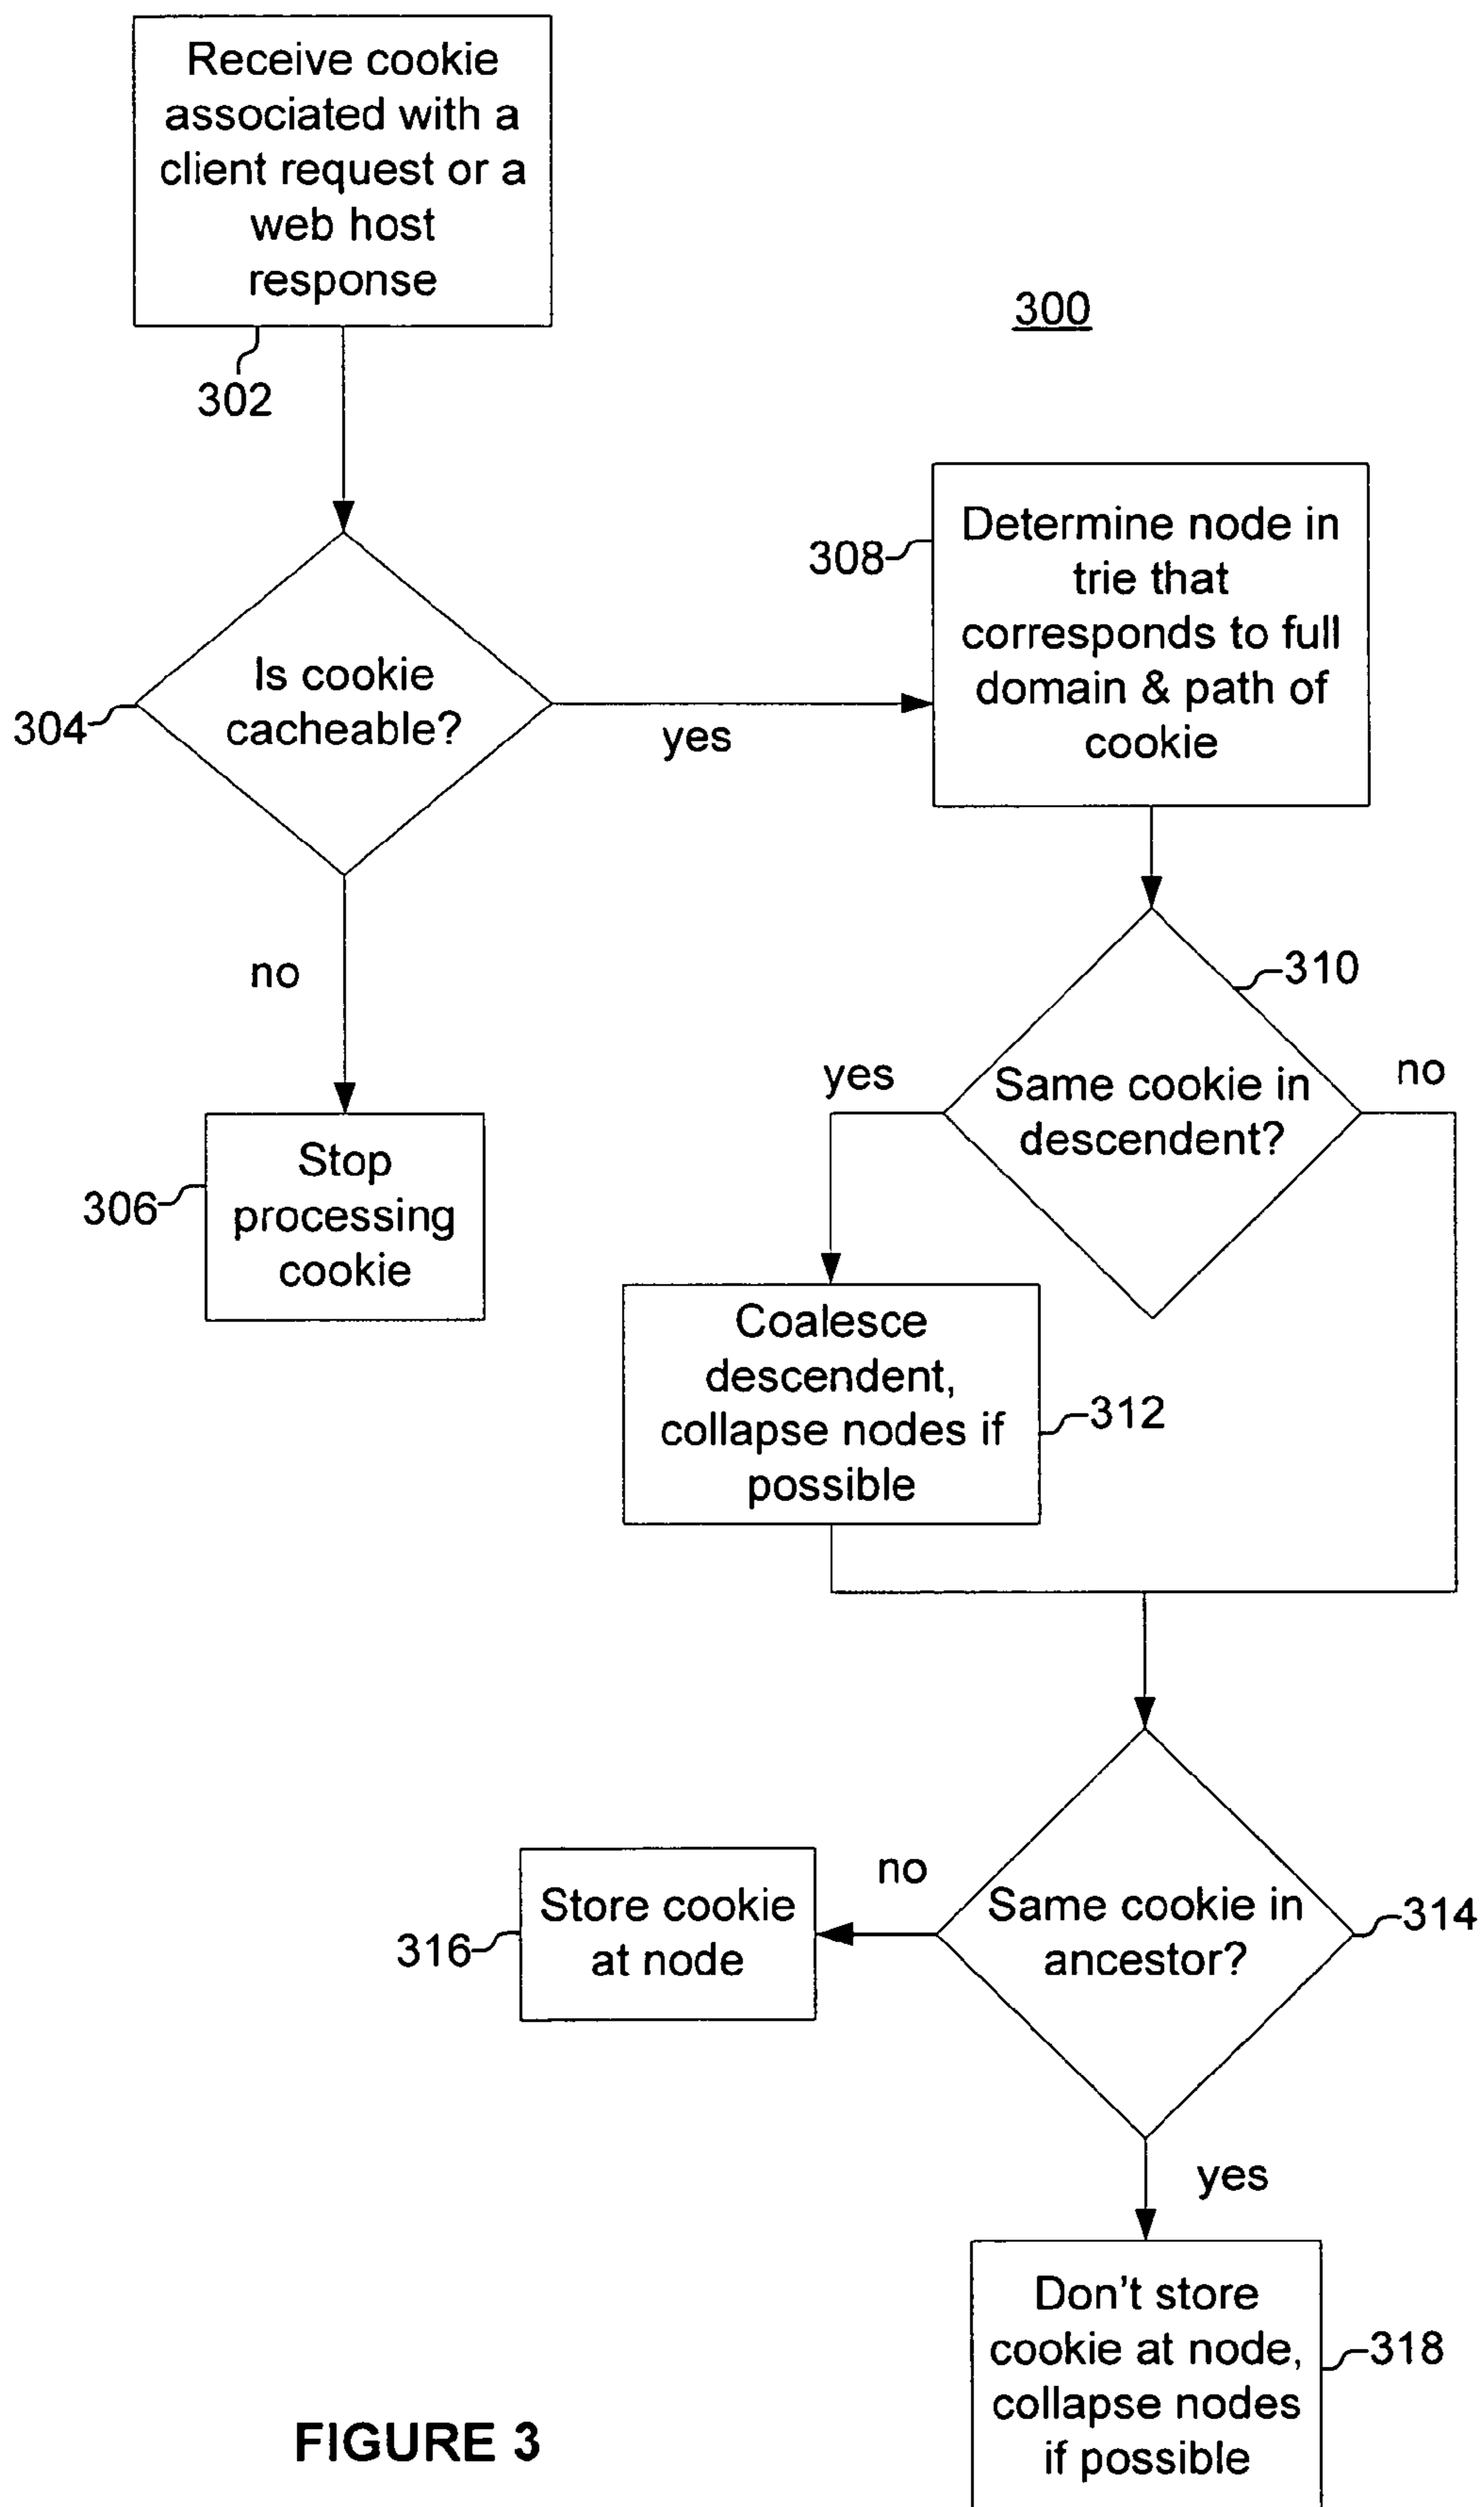 Receive cookie
associated with a
client request or a
web host
response
302
300
Is cookie
cacheable?
304
yes
no
Stop
processing
cookie
306
Determine node in
trie that
corresponds to full
domain & path of
cookie
308
Same cookie in
descendent?
310
yes
no
Coalesce
descendent,
collapse nodes if
possible
312
Same cookie in
ancestor?
314
no
Store cookie
at node
316
yes
Don't store
cookie at node,
collapse nodes
if possible
318
FIGURE 3